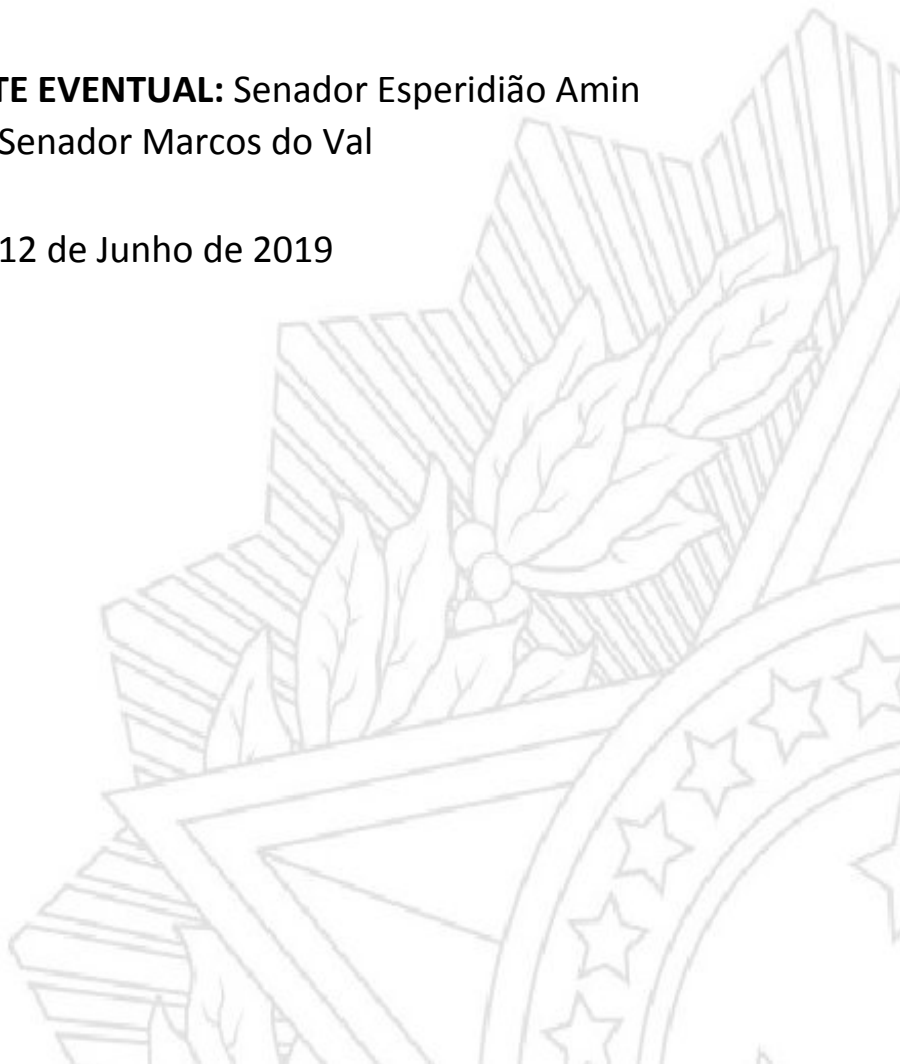 TE EVENTUAL: Senador Esperidião Amin
Senador Marcos do Val
12 de Junho de 2019